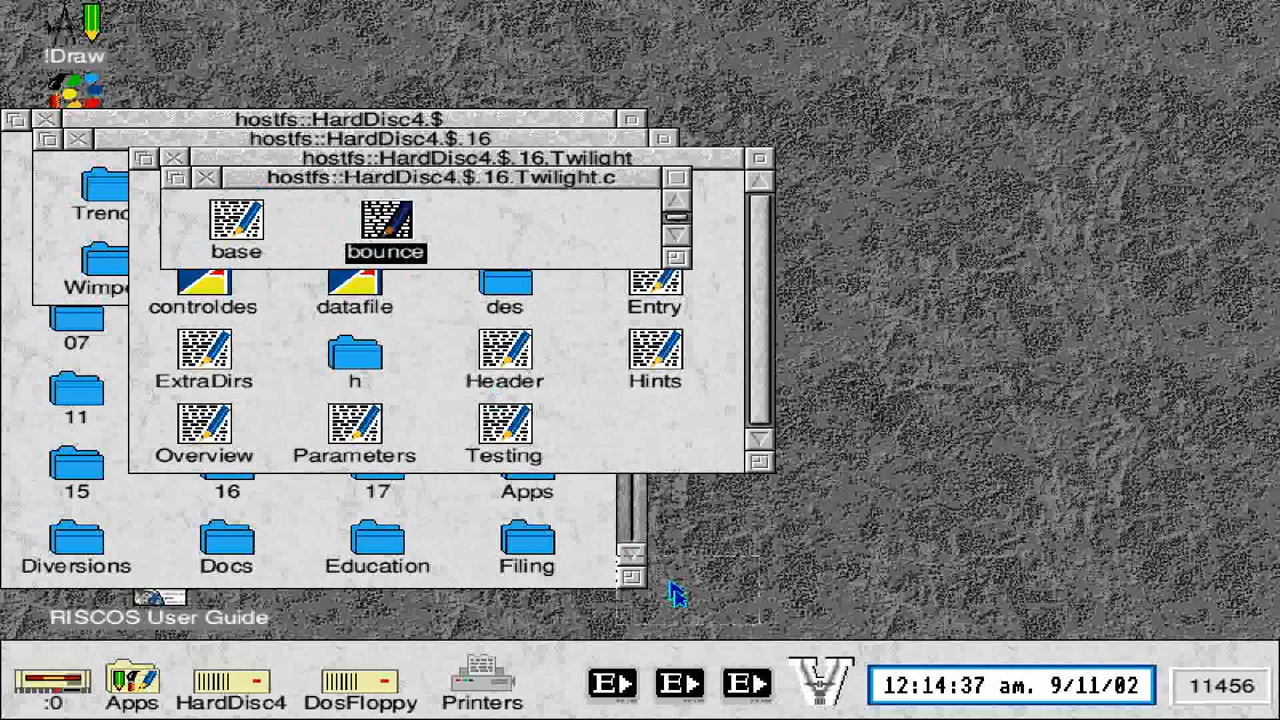 !Draw
hostfs::HardDisc4.$
hostfs::HardDisc4.$.16
hostfs::HardDisc4.$.16.Twilight
hostfs::HardDisc4.$.16.Twilight.c
base bounce
Trend
Wimp
controldes datafile des Entry
07
ExtraDirs h Header Hints
11
Overview Parameters Testing
15 16 17 Apps
Diversions Docs Education Filing
RISCOS User Guide
E E E
12:14:37 am. 9/11/02
11456
:0 Apps HardDisc4 DosFloppy Printers